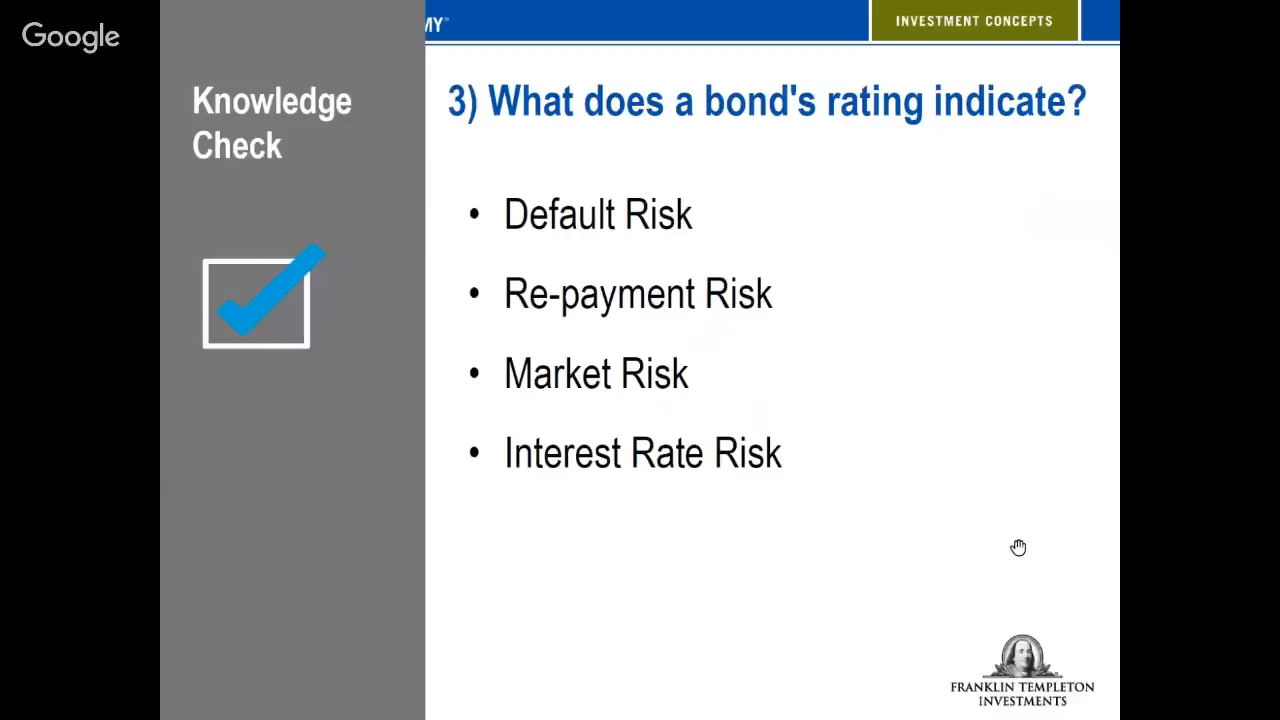 Google
MY™
INVESTMENT CONCEPTS
Knowledge
Check
3) What does a bond's rating indicate?
• Default Risk
• Re-payment Risk
• Market Risk
• Interest Rate Risk
FRANKLIN TEMPLETON
INVESTMENTS